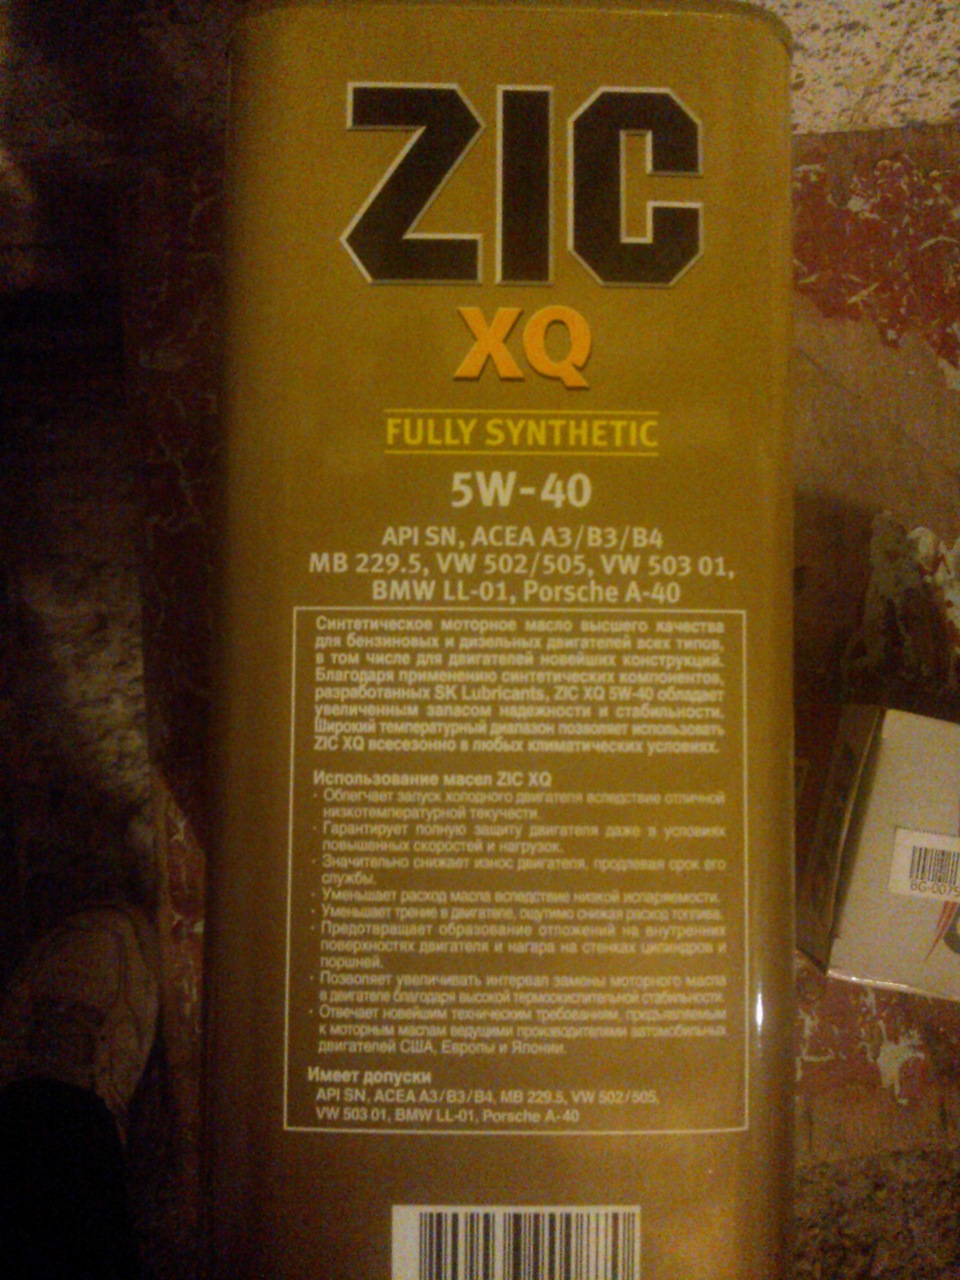 ZIC
XQ
FULLY SYNTHETIC
5W-40
API SN, ACEA A3/B3/B4
MB 229.5, VW 502/505, VW 503 01,
BMW LL-01, Porsche A-40
Синтетическое моторное масло высшего качества
для бензиновых и дизельных двигателей всех типов,
в том числе для двигателей новейших конструкций.
Благодаря применению синтетических компонентов,
разработанных SK Lubricants, ZIC XQ 5W-40 обладает
увеличенным запасом надежности и стабильности.
Широкий температурный диапазон позволяет использовать
ZIC XQ всесезонно в любых климатических условиях.
Использование масел ZIC XQ
· Облегчает запуск холодного двигателя вследствие отличной
низкотемпературной текучести.
· Гарантирует полную защиту двигателя даже в условиях
повышенных скоростей и нагрузок.
· Значительно снижает износ двигателя, продлевая срок его
службы.
· Уменьшает расход масла вследствие низкой испаряемости.
· Уменьшает трение в двигателе, ощутимо снижая расход топлива.
· Предотвращает образование отложений на внутренних
поверхностях двигателя и нагара на стенках цилиндров и
поршней.
· Позволяет увеличивать интервал замены моторного масла
в двигателе благодаря высокой термоокислительной стабильности.
· Отвечает новейшим техническим требованиям, предъявляемым
к моторным маслам ведущими производителями автомобильных
двигателей США, Европы и Японии.
Имеет допуски
API SN, ACEA A3/B3/B4, MB 229.5, VW 502/505,
VW 503 01, BMW LL-01, Porsche A-40